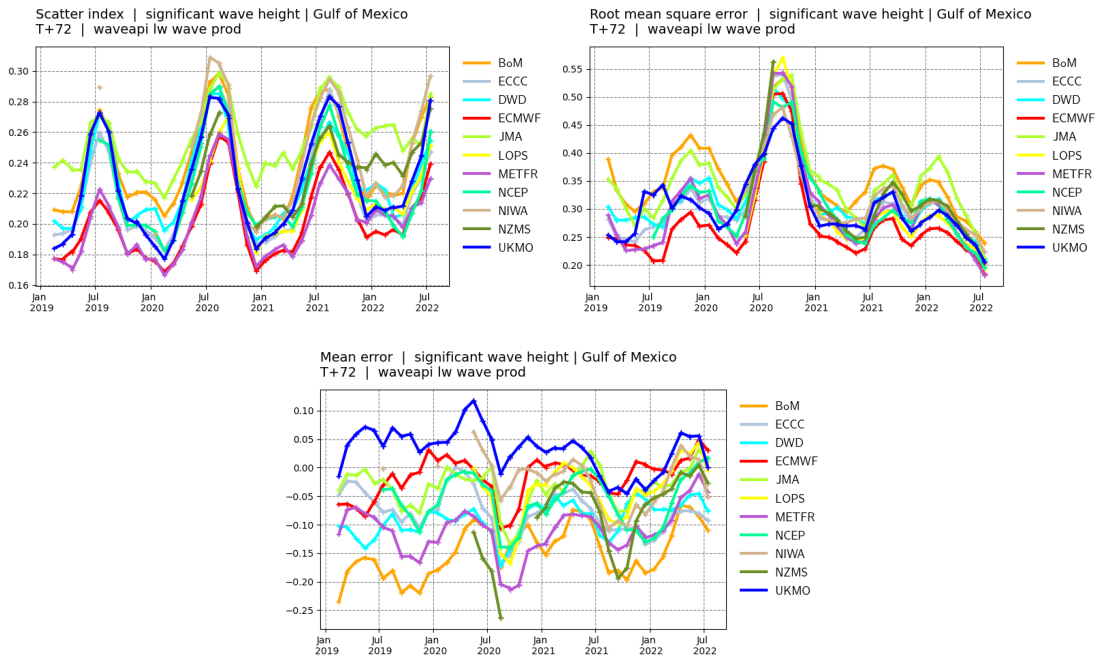 Scatter index | significant wave height | Gulf of Mexico
T+72 | waveapi lw wave prod
0.30
0.28
0.26
0.24
0.22
0.20
0.18
0.16
Jan 2019
Jul 2019
Jan 2020
Jul 2020
Jan 2021
Jul 2021
Jan 2022
Jul 2022
BoM
ECCC
DWD
ECMWF
JMA
LOPS
METFR
NCEP
NIWA
NZMS
UKMO
Root mean square error | significant wave height | Gulf of Mexico
T+72 | waveapi lw wave prod
0.55
0.50
0.45
0.40
0.35
0.30
0.25
0.20
Jan 2019
Jul 2019
Jan 2020
Jul 2020
Jan 2021
Jul 2021
Jan 2022
Jul 2022
BoM
ECCC
DWD
ECMWF
JMA
LOPS
METFR
NCEP
NIWA
NZMS
UKMO
Mean error | significant wave height | Gulf of Mexico
T+72 | waveapi lw wave prod
0.10
0.05
0.00
−0.05
−0.10
−0.15
−0.20
−0.25
Jan 2019
Jul 2019
Jan 2020
Jul 2020
Jan 2021
Jul 2021
Jan 2022
Jul 2022
BoM
ECCC
DWD
ECMWF
JMA
LOPS
METFR
NCEP
NIWA
NZMS
UKMO